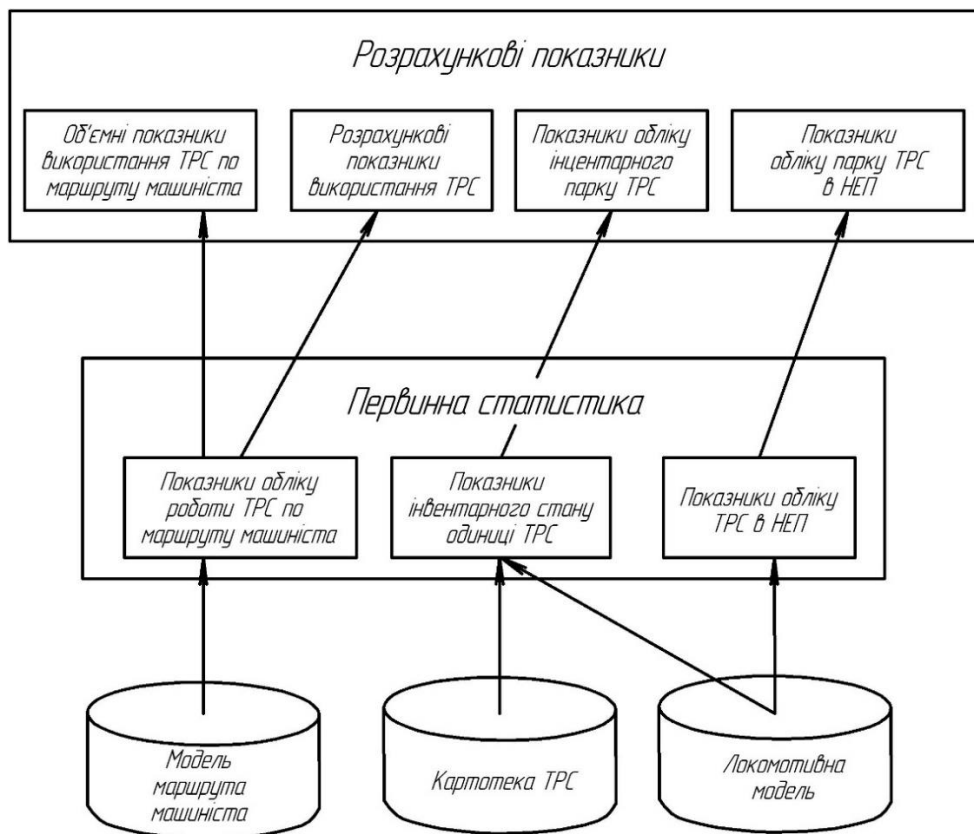 Розрахункові показники
Об'ємні показники
використання ТРС по
маршруту машиніста
Розрахункові
показники
використання ТРС
Показники обліку
інцентарного
парку ТРС
Показники
обліку парку ТРС
в НЕП
Первинна статистика
Показники обліку
роботи ТРС по
маршруту машиніста
Показники
інвентарного стану
одиниці ТРС
Показники обліку
ТРС в НЕП
Модель
маршрута
машиніста
Картотека ТРС
Локомотивна
модель